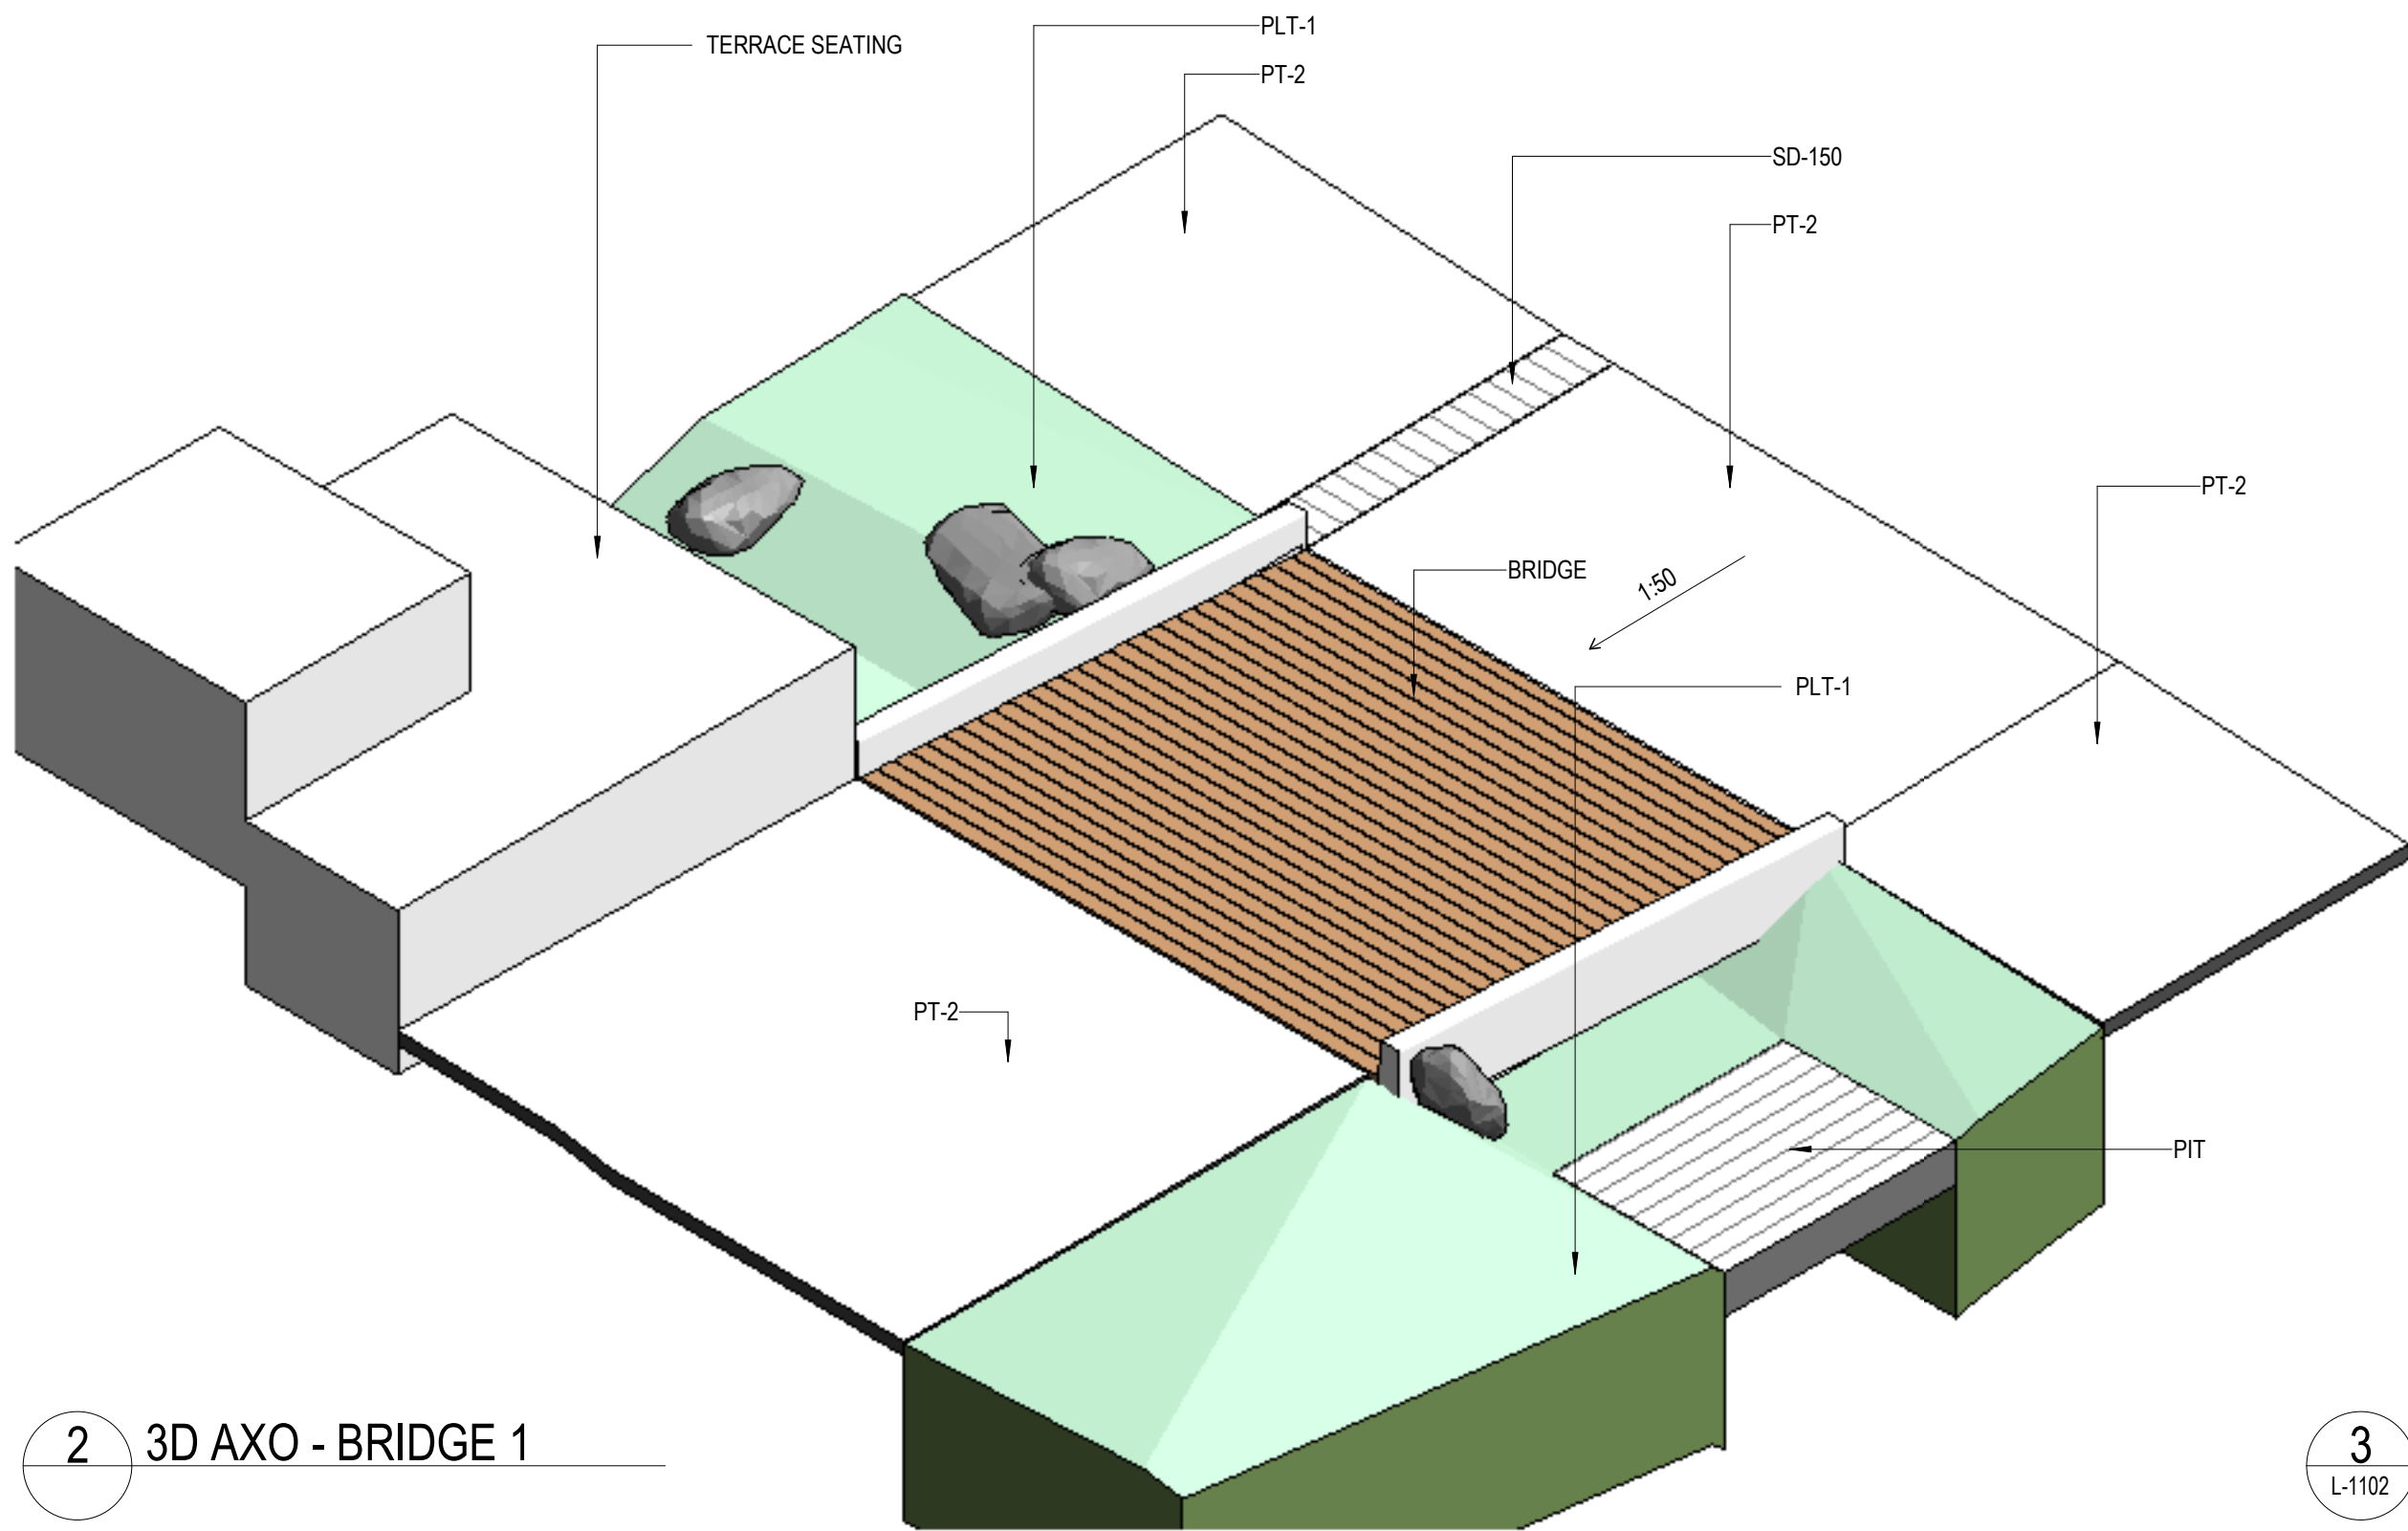 PLT-1
TERRACE SEATING
PT-2
SD-150
PT-2
PT-2
BRIDGE
1:50
PLT-1
PT-2
PIT
2
3D AXO - BRIDGE 1
3
L-1102